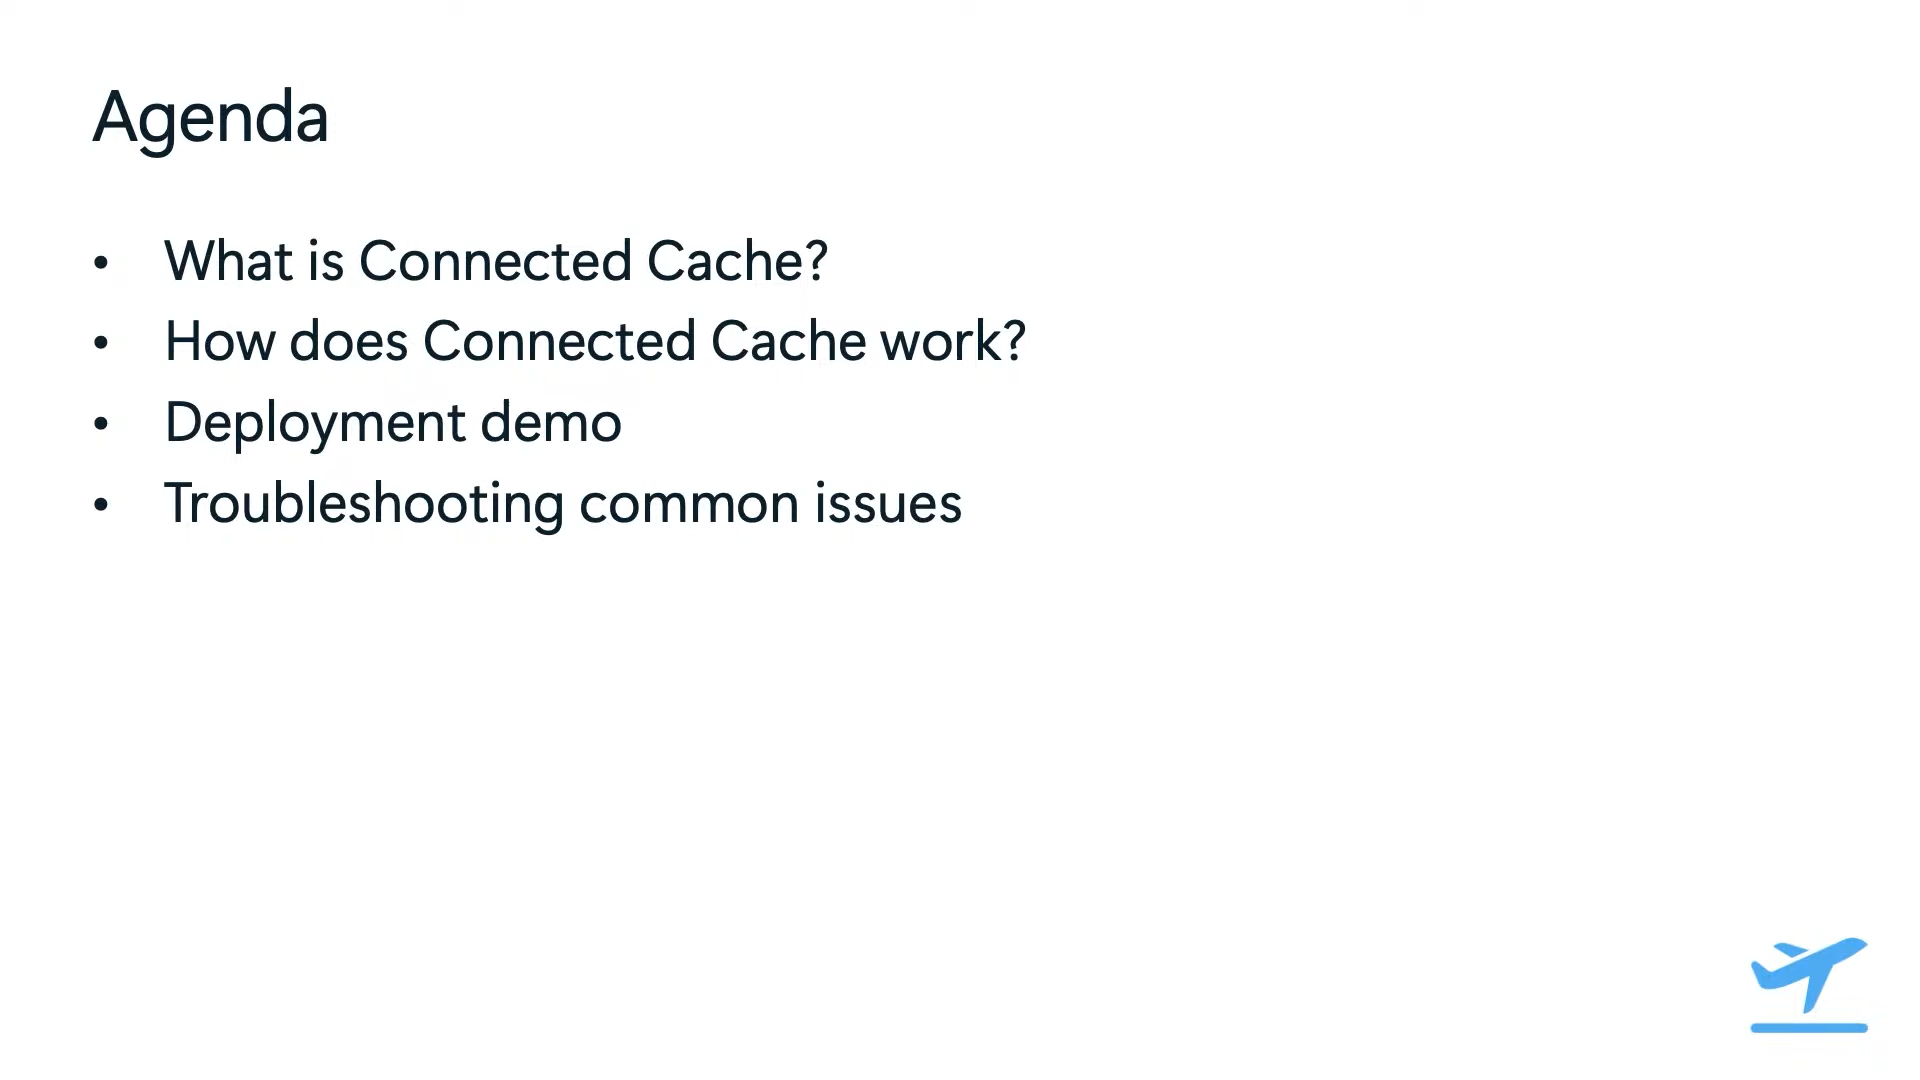 Agenda
• What is Connected Cache?
• How does Connected Cache work?
• Deployment demo
• Troubleshooting common issues